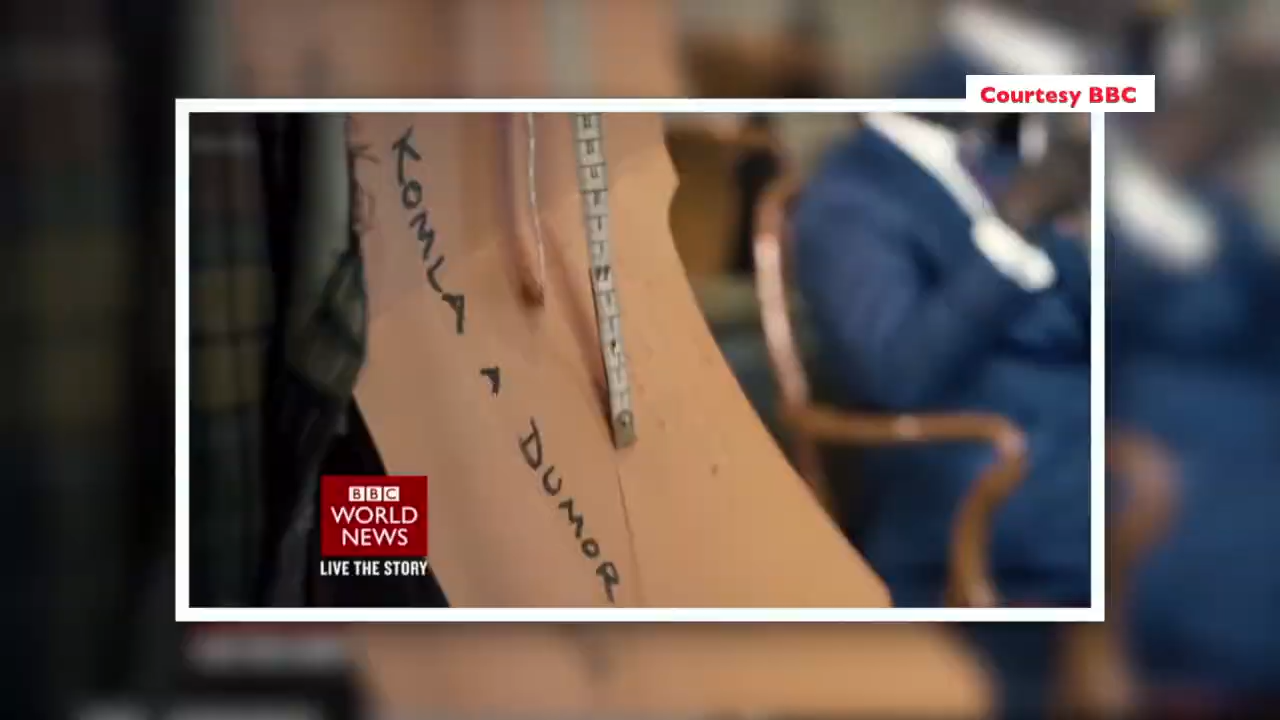 Courtesy BBC
KOMLA A DUMOR
BBC
WORLD
NEWS
LIVE THE STORY